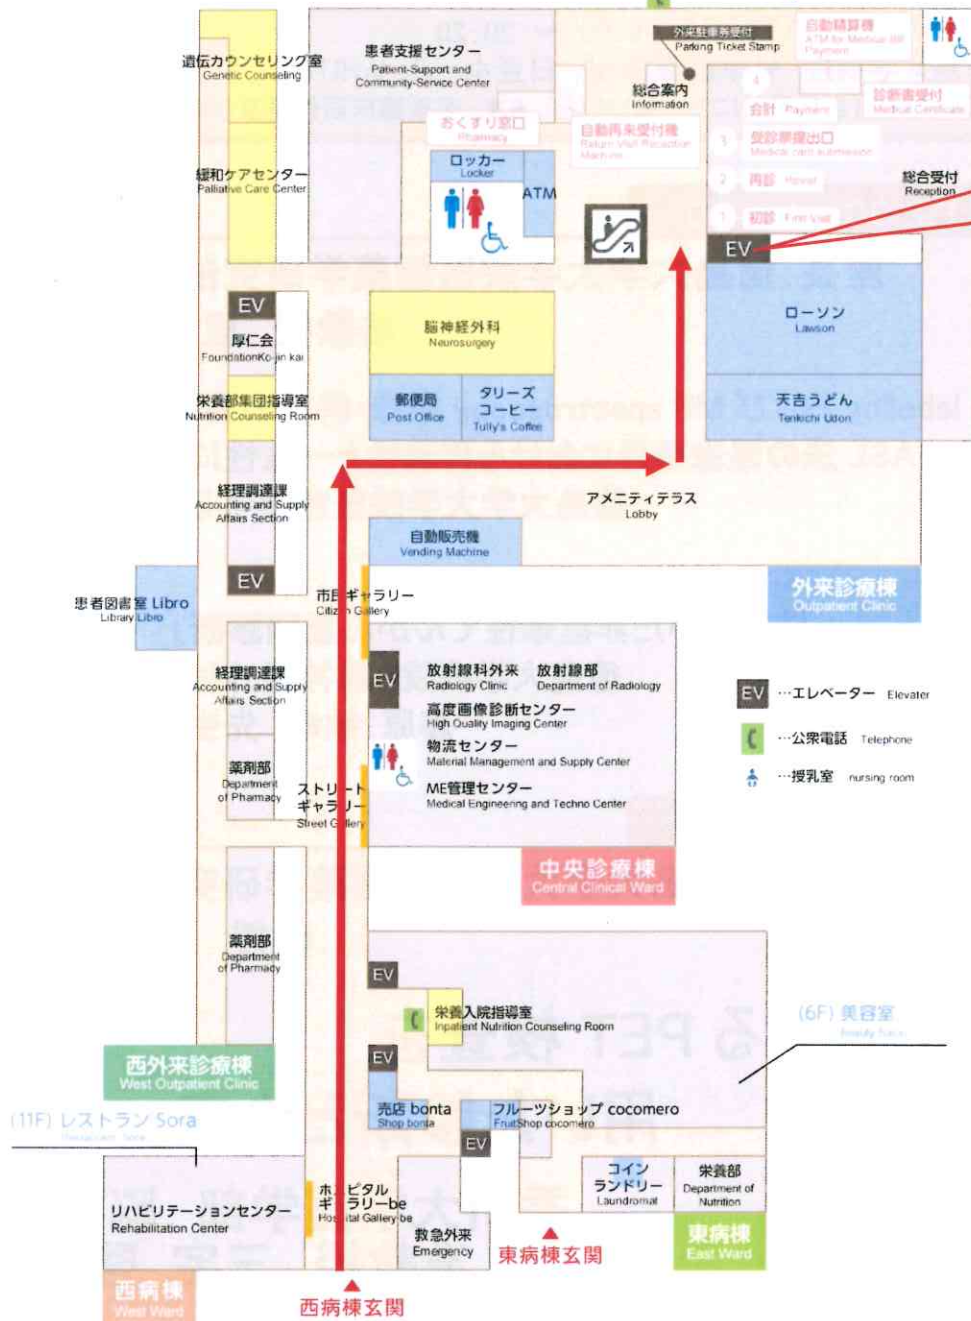 外来駐車券受付
Parking Ticket Stamp
自動精算機
ATM for Medical Bill
Payment
遺伝カウンセリング室
Genetic Counseling
患者支援センター
Patient-Support and
Community-Service Center
総合案内
Information
4
会計 Payment
診断書受付
Medical Certificate
おくすり窓口
Pharmacy
自動再来受付機
Return Visit Reception
Machine
3
受診票提出口
Medical card submission
緩和ケアセンター
Palliative Care Center
ロッカー
Locker
ATM
2
再診 Revisit
総合受付
Reception
1
初診 First Visit
EV
EV
厚仁会
FoundationKo-jin kai
脳神経外科
Neurosurgery
ローソン
Lawson
栄養部集団指導室
Nutrition Counseling Room
郵便局
Post Office
タリーズ
コーヒー
Tully's Coffee
天吉うどん
Tenkichi Udon
経理調達課
Accounting and Supply
Affairs Section
アメニティテラス
Lobby
自動販売機
Vending Machine
EV
患者図書室 Libro
Library Libro
市民ギャラリー
Citizen Gallery
外来診療棟
Outpatient Clinic
経理調達課
Accounting and Supply
Affairs Section
EV
放射線科外来
Radiology Clinic
放射線部
Department of Radiology
高度画像診断センター
High Quality Imaging Center
物流センター
Material Management and Supply Center
ME管理センター
Medical Engineering and Techno Center
EV …エレベーター Elevater
…公衆電話 Telephone
…授乳室 nursing room
薬剤部
Department
of Pharmacy
ストリート
ギャラリー
Street Gallery
中央診療棟
Central Clinical Ward
薬剤部
Department
of Pharmacy
EV
栄養入院指導室
Inpatient Nutrition Counseling Room
(6F) 美容室
EV
西外来診療棟
West Outpatient Clinic
売店 bonta
Shop bonta
フルーツショップ cocomero
FruitShop cocomero
(11F) レストラン Sora
Restaurant Sora
EV
リハビリテーションセンター
Rehabilitation Center
ホスピタル
ギャラリーbe
Hospital Gallery-be
救急外来
Emergency
コイン
ランドリー
Laundromat
栄養部
Department of
Nutrition
東病棟玄関
東病棟
East Ward
西病棟
West Ward
西病棟玄関